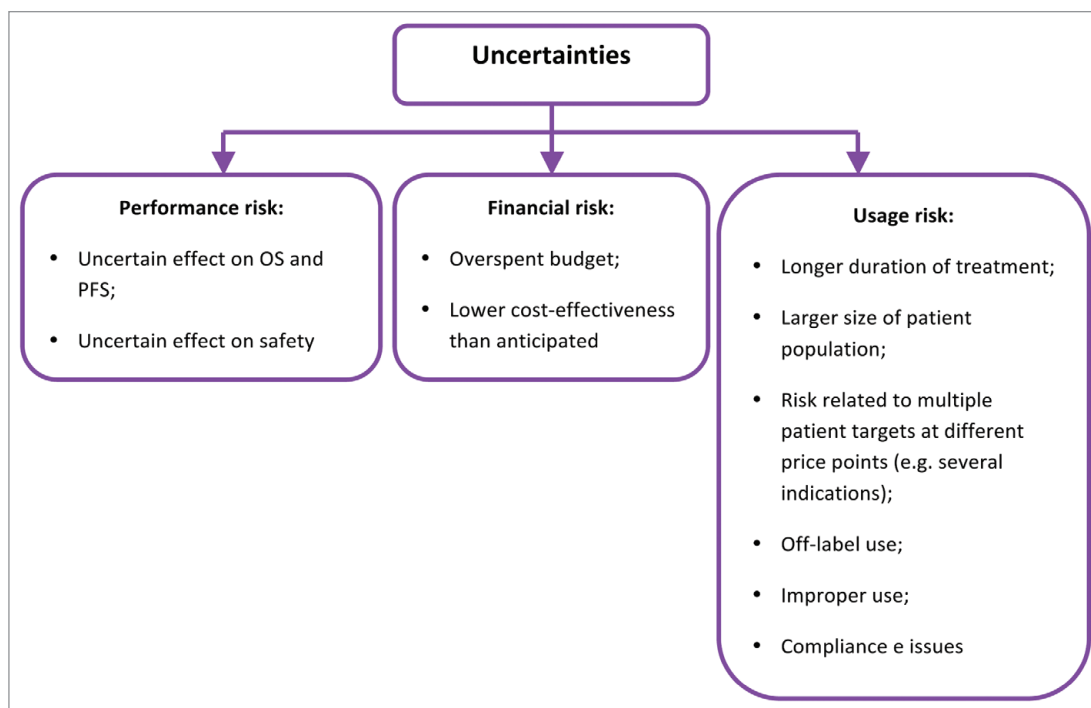 Uncertainties
Performance risk:
• Uncertain effect on OS and
PFS;
• Uncertain effect on safety
Financial risk:
• Overspent budget;
• Lower cost-effectiveness
than anticipated
Usage risk:
• Longer duration of treatment;
• Larger size of patient
population;
• Risk related to multiple
patient targets at different
price points (e.g. several
indications);
• Off-label use;
• Improper use;
• Compliance e issues